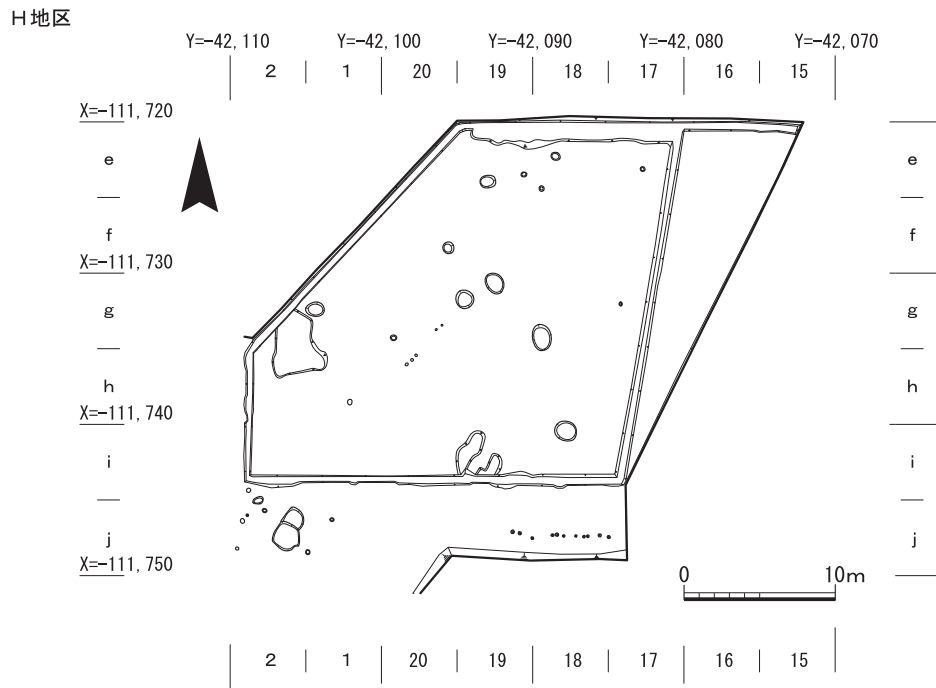 H地区
Y=-42,110 Y=-42,100 Y=-42,090 Y=-42,080 Y=-42,070
2 1 20 19 18 17 16 15
X=-111,720
e e
f f
X=-111,730
g g
h h
X=-111,740
i i
j j
X=-111,750
0 10m
2 1 20 19 18 17 16 15